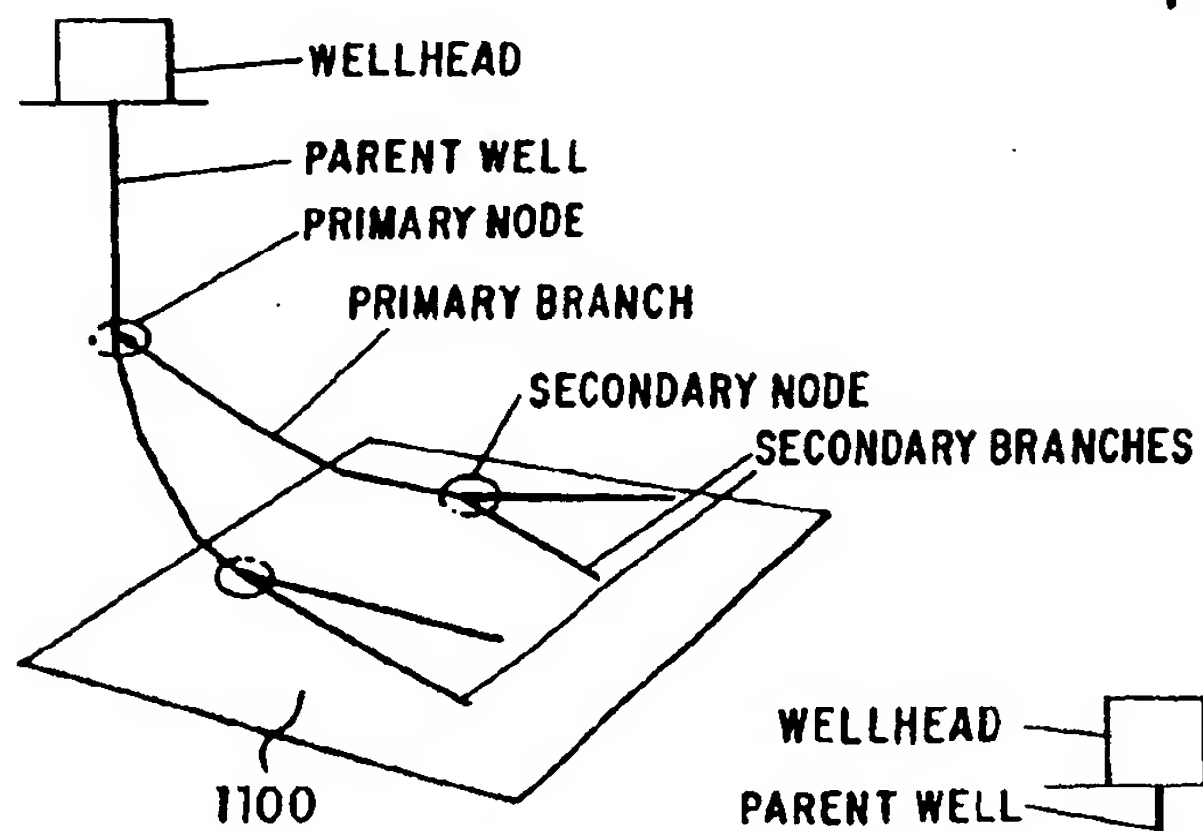 WELLHEAD
PARENT WELL
PRIMARY NODE
PRIMARY BRANCH
SECONDARY NODE
SECONDARY BRANCHES
1100
WELLHEAD
PARENT WELL